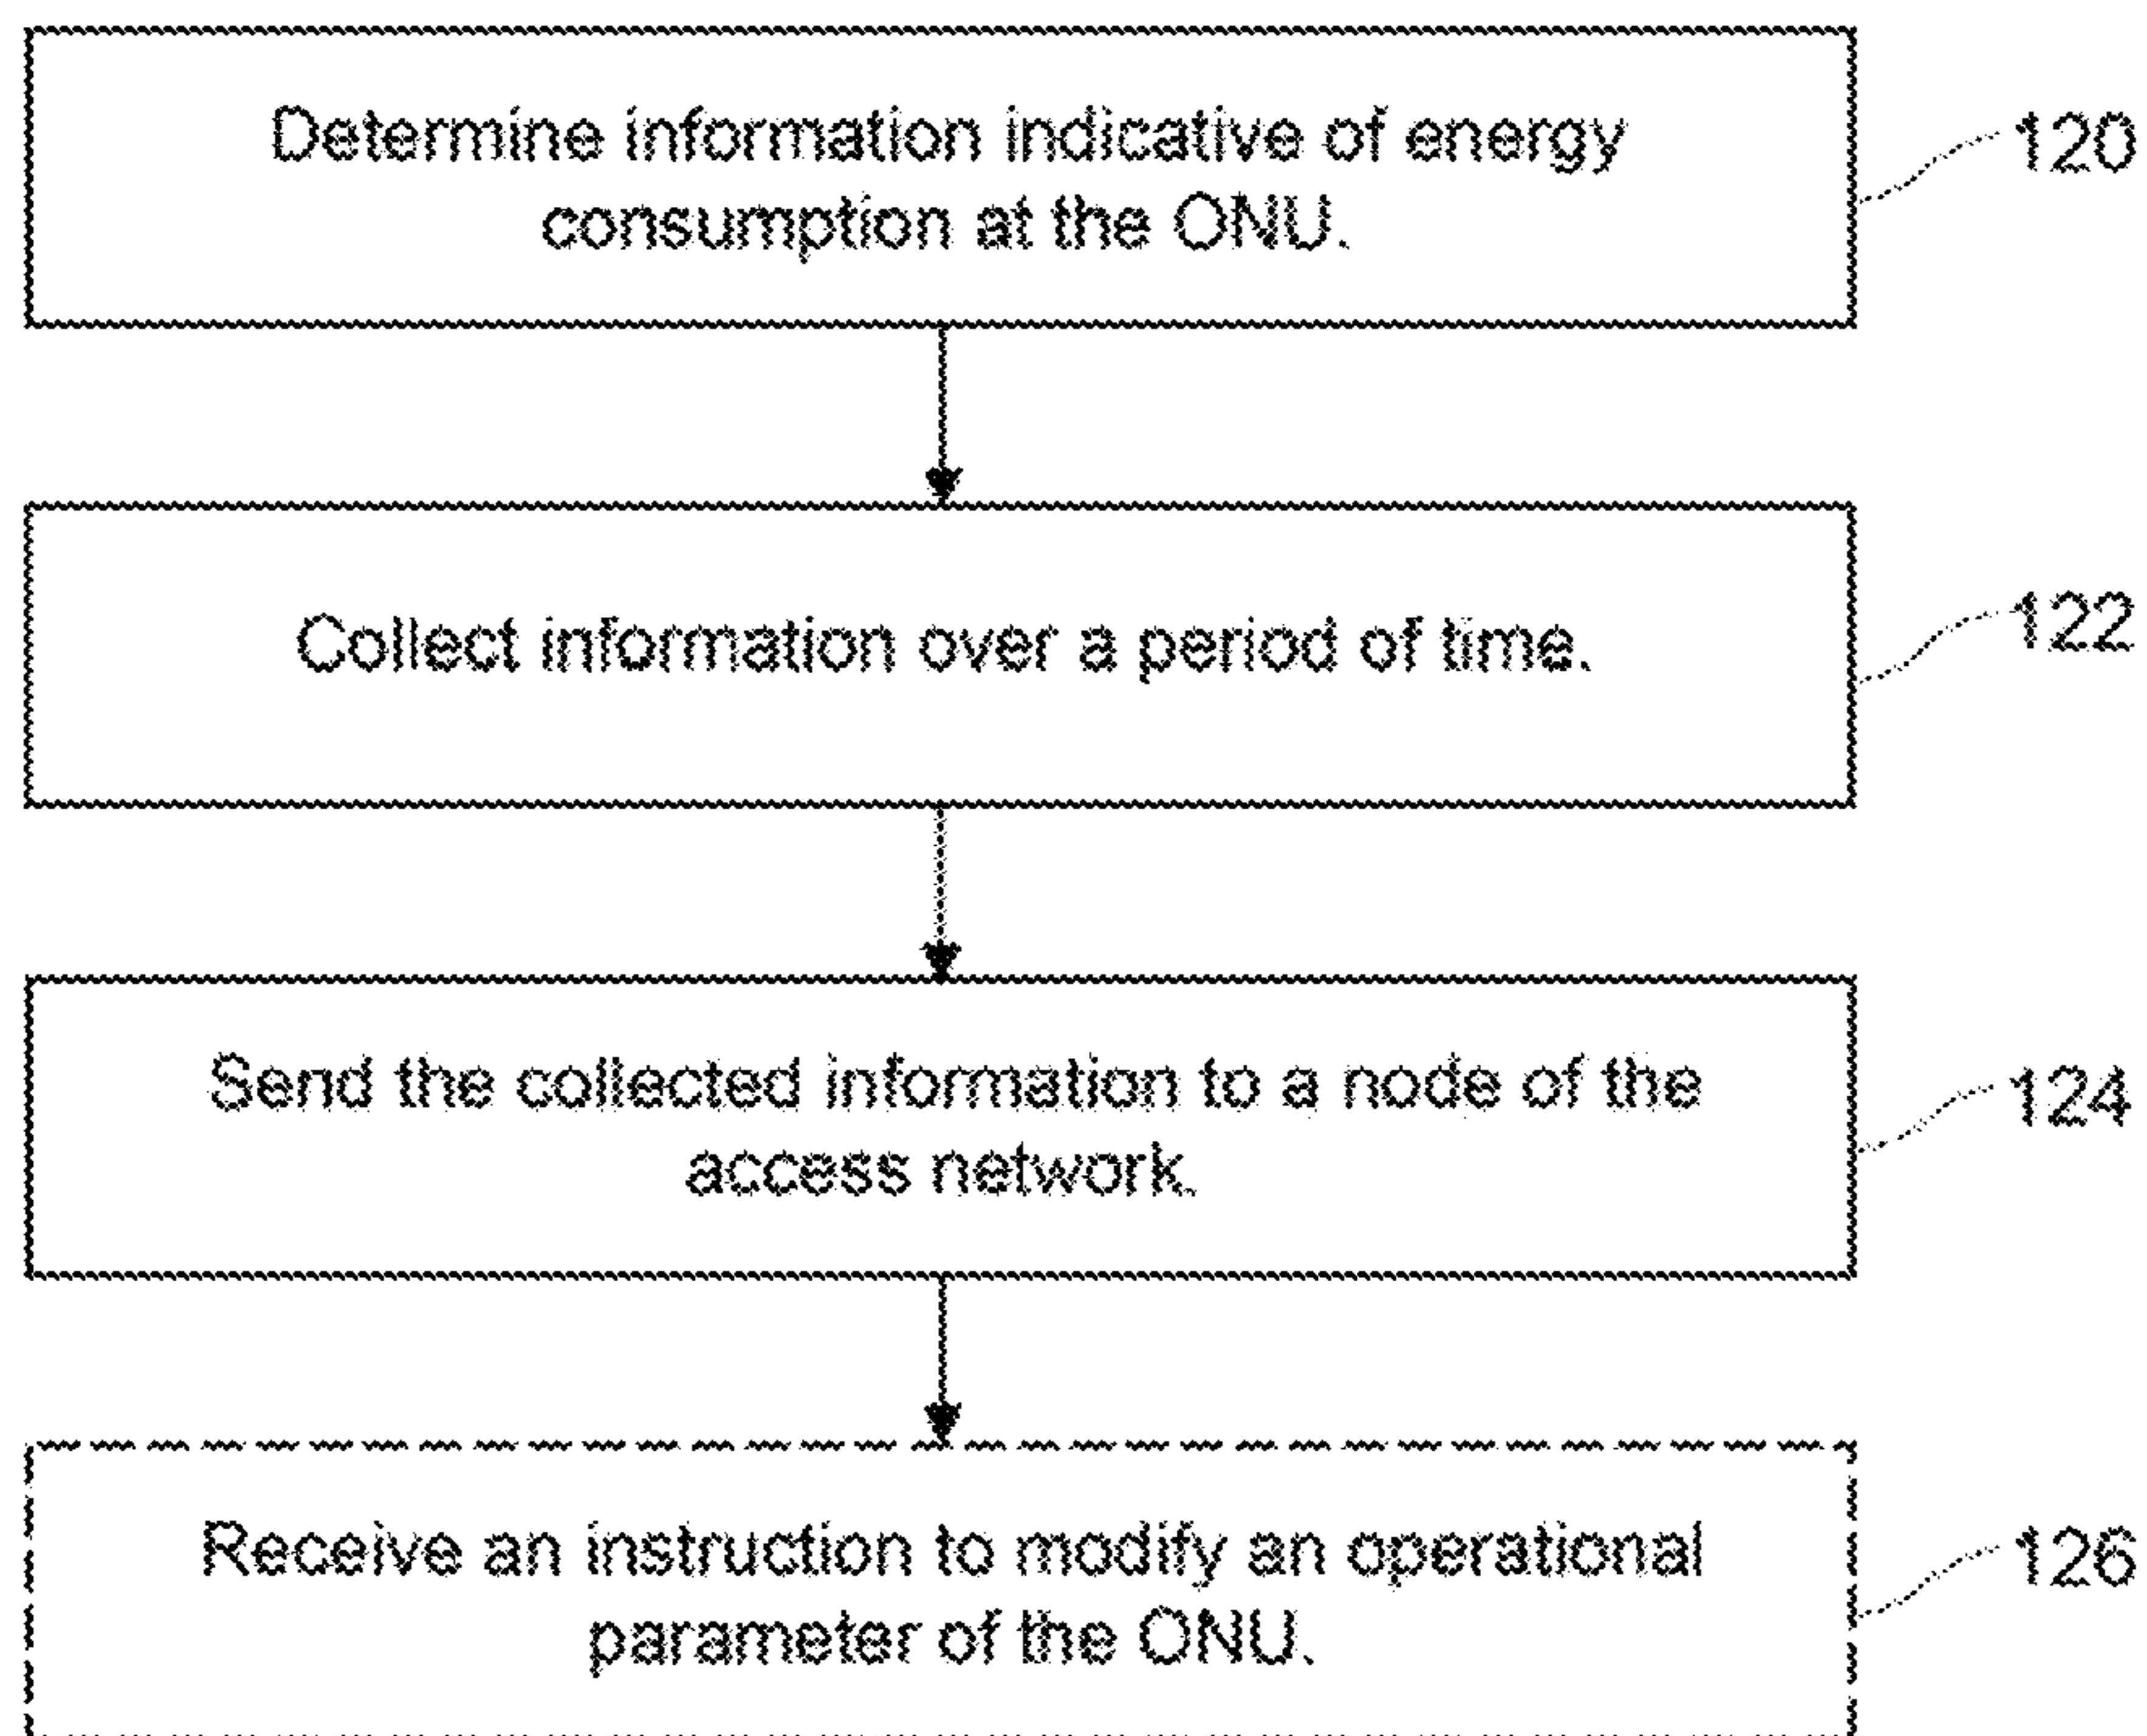 Determine information indicative of energy
consumption at the ONU.
120
Collect information over a period of time.
122
Send the collected information to a node of the
access network.
124
Receive an instruction to modify an operational
parameter of the ONU.
126